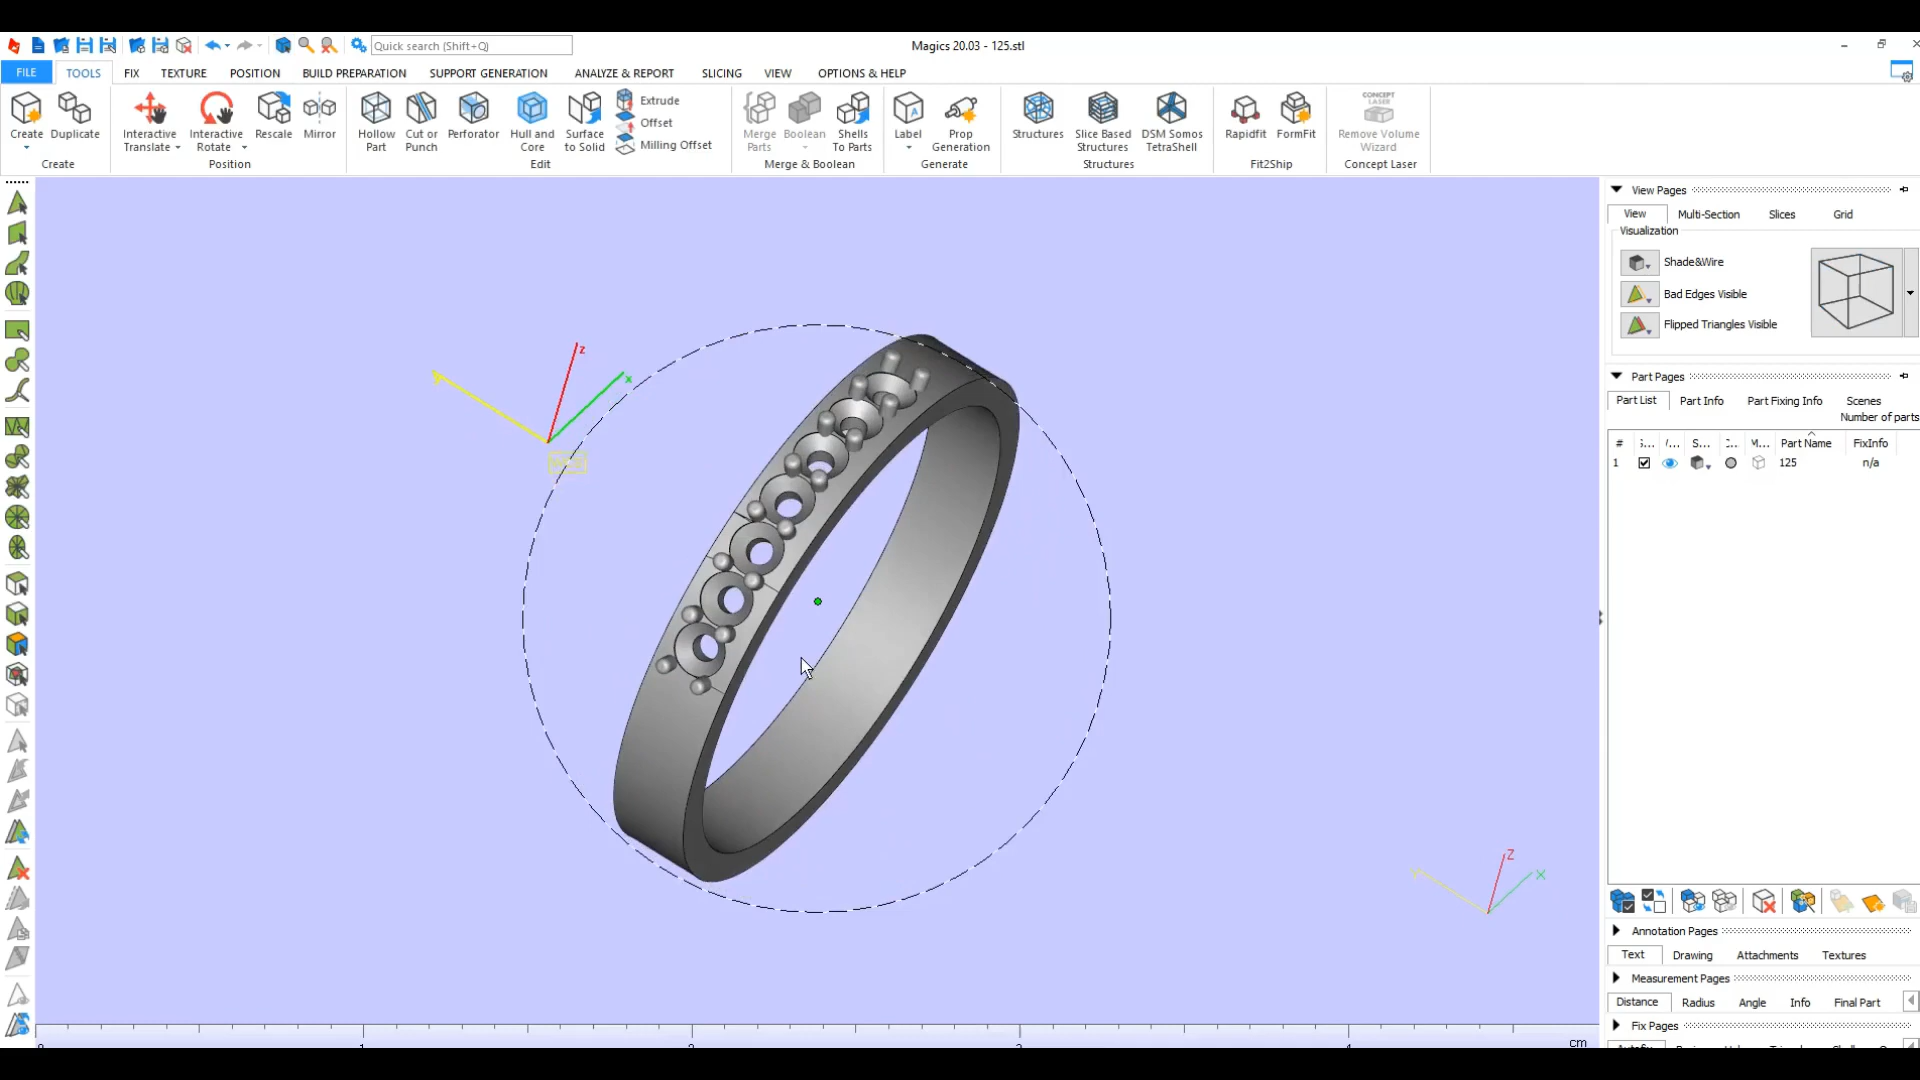 Quick search (Shift+Q)
Magics 20.03 - 125.stl
FILE TOOLS FIX TEXTURE POSITION BUILD PREPARATION SUPPORT GENERATION ANALYZE & REPORT SLICING VIEW OPTIONS & HELP
Create Duplicate Interactive Translate Interactive Rotate Rescale Mirror Hollow Part Cut or Punch Perforator Hull and Core Surface to Solid Extrude
Offset
Milling Offset
Merge Parts Boolean Shells To Parts Label Prop Generation Structures Slice Based Structures DSM Somos TetraShell Rapidfit FormFit CONCEPT LASER Remove Volume Wizard
Create Position Edit Merge & Boolean Generate Structures Fit2Ship Concept Laser
View Pages
View Multi-Section Slices Grid
Visualization
Shade&Wire
Bad Edges Visible
Flipped Triangles Visible
Part Pages
Part List Part Info Part Fixing Info Scenes
Number of parts
# :... /... S... :... M... Part Name FixInfo
1 125 n/a
z
x
Z
X
Y
Annotation Pages
Text Drawing Attachments Textures
Measurement Pages
Distance Radius Angle Info Final Part
Fix Pages
cm